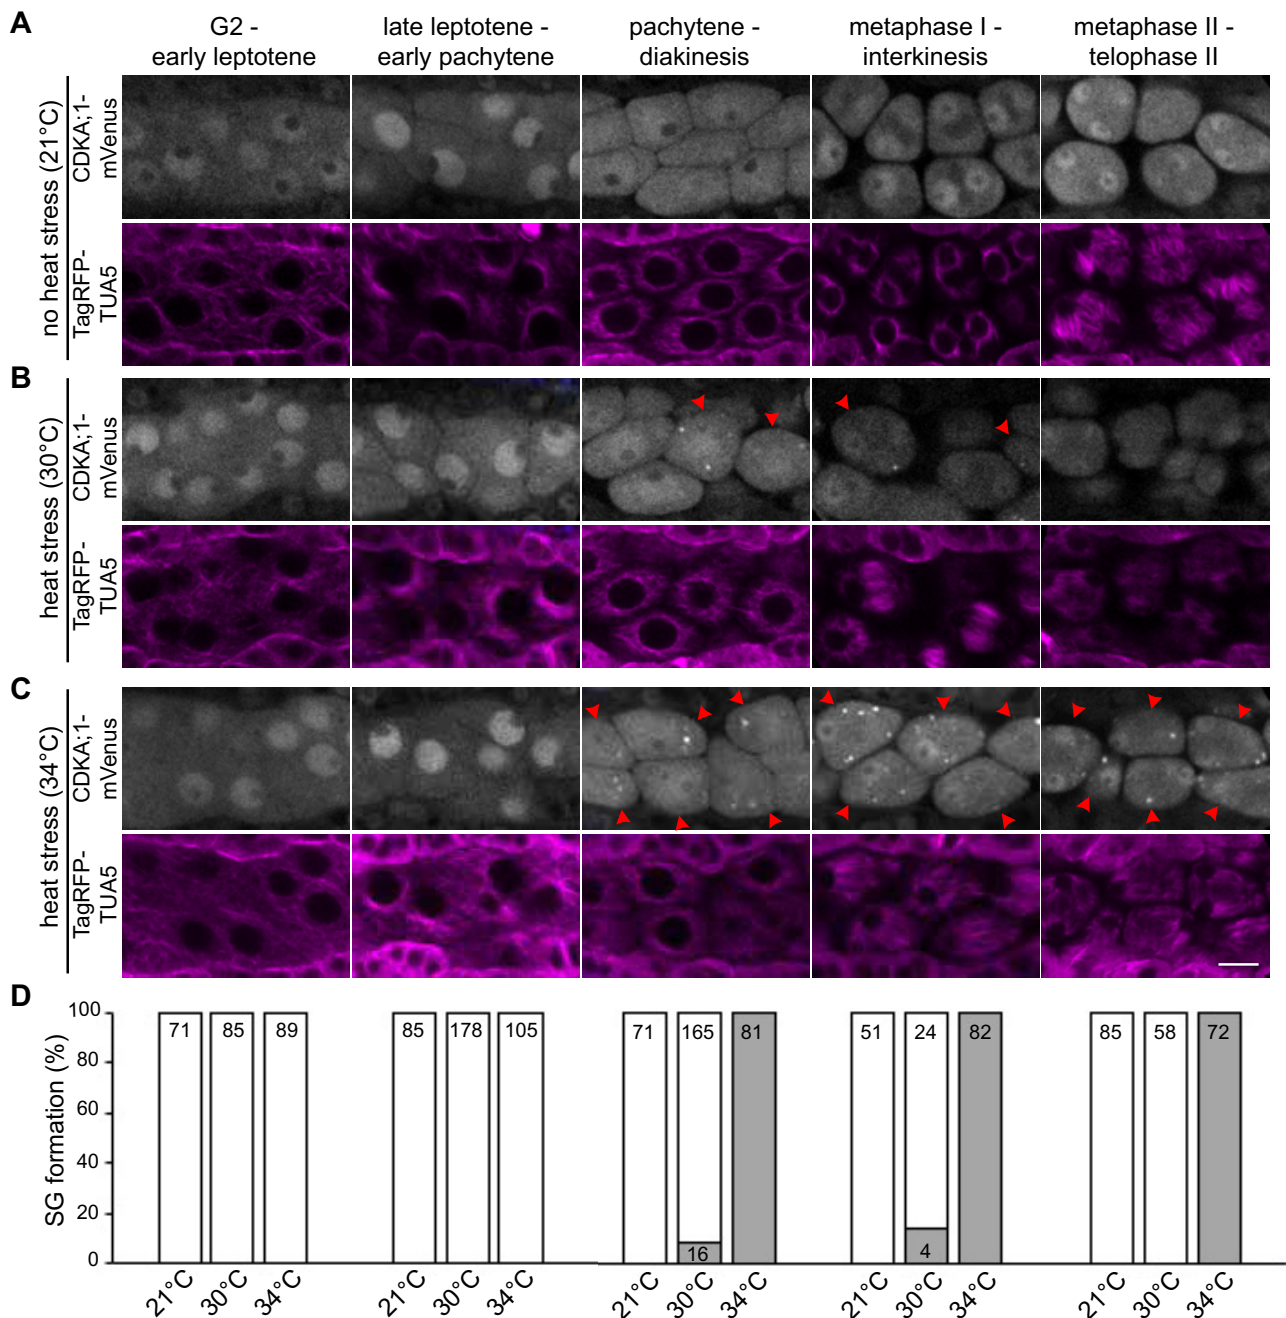 A
G2 -
early leptotene
late leptotene -
early pachytene
pachytene -
diakinesis
metaphase I -
interkinesis
metaphase II -
telophase II
no heat stress (21°C)
CDKA;1-
mVenus
TagRFP-
TUA5
B
heat stress (30°C)
CDKA;1-
mVenus
TagRFP-
TUA5
C
heat stress (34°C)
CDKA;1-
mVenus
TagRFP-
TUA5
D
SG formation (%)
100
80
60
40
20
0
71 85 89
85 178 105
71 165 81
16
51 24 82
4
85 58 72
21°C 30°C 34°C
21°C 30°C 34°C
21°C 30°C 34°C
21°C 30°C 34°C
21°C 30°C 34°C